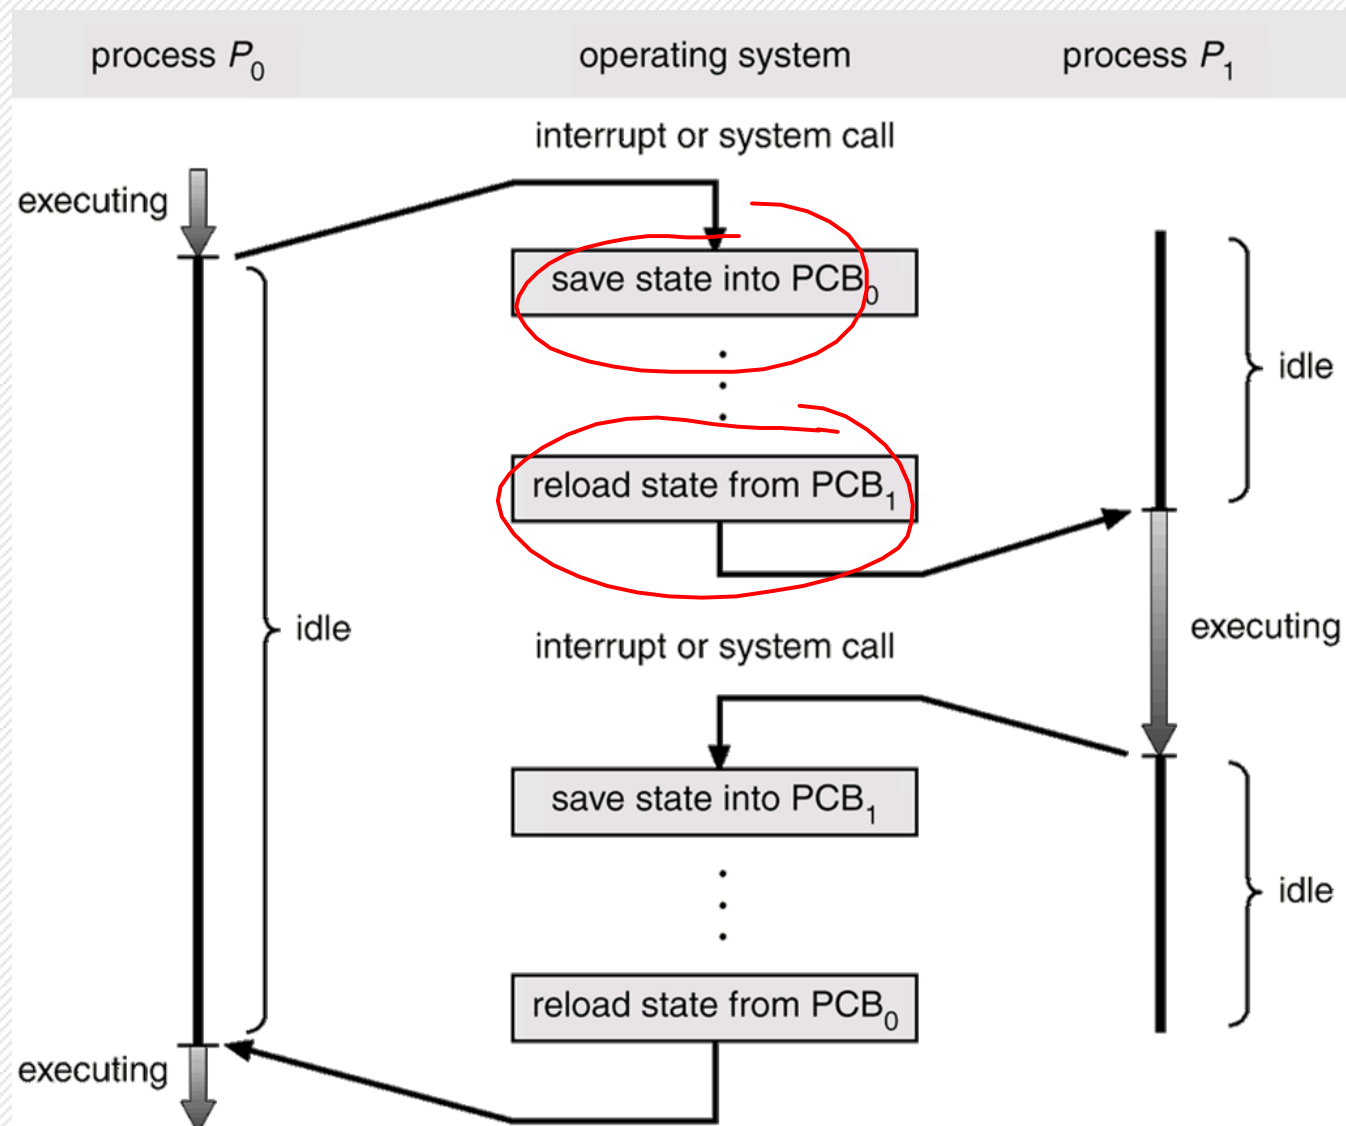 process P0 operating system process P1
interrupt or system call
executing
save state into PCB0
idle
reload state from PCB1
idle
interrupt or system call
executing
save state into PCB1
idle
reload state from PCB0
executing